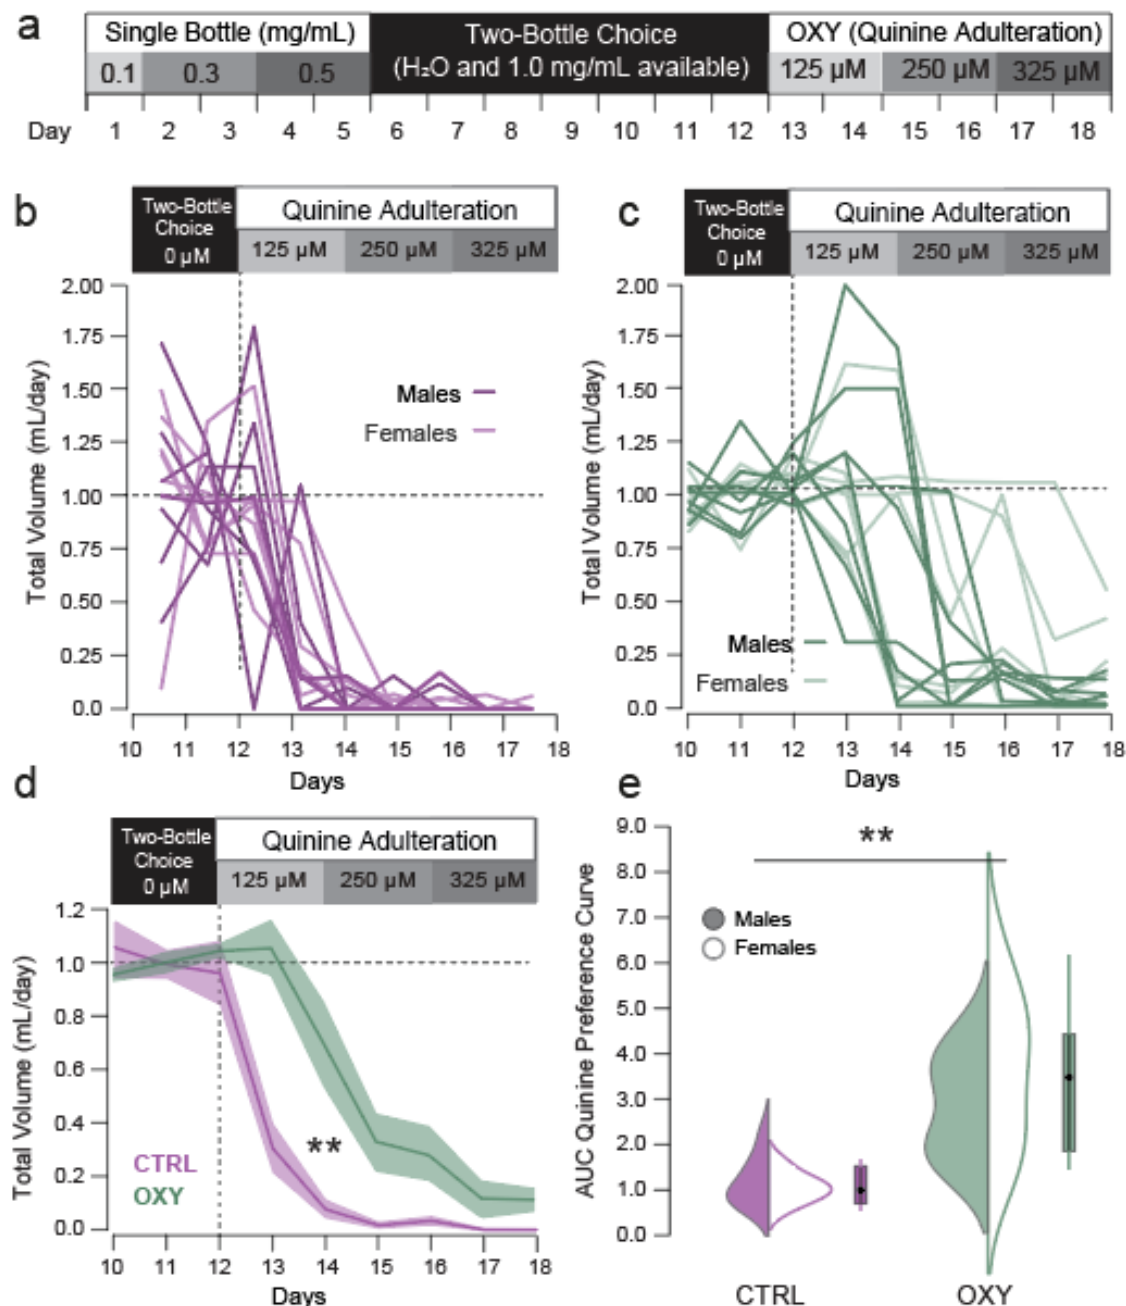 a
Single Bottle (mg/mL)
Two-Bottle Choice
(H₂O and 1.0 mg/mL available)
OXY (Quinine Adulteration)
0.1 0.3 0.5
125 µM 250 µM 325 µM
Day 1 2 3 4 5 6 7 8 9 10 11 12 13 14 15 16 17 18
b
Two-Bottle
Choice
0 µM
Quinine Adulteration
125 µM 250 µM 325 µM
Total Volume (mL/day)
2.00
1.75
1.50
1.25
1.00
0.75
0.50
0.25
0.0
Males
Females
10 11 12 13 14 15 16 17 18
Days
c
Two-Bottle
Choice
0 µM
Quinine Adulteration
125 µM 250 µM 325 µM
Total Volume (mL/day)
2.00
1.75
1.50
1.25
1.00
0.75
0.50
0.25
0.0
Males
Females
10 11 12 13 14 15 16 17 18
Days
d
Two-Bottle
Choice
0 µM
Quinine Adulteration
125 µM 250 µM 325 µM
Total Volume (mL/day)
1.2
1.0
0.8
0.6
0.4
0.2
0.0
**
CTRL
OXY
10 11 12 13 14 15 16 17 18
Days
e
AUC Quinine Preference Curve
9.0
8.0
7.0
6.0
5.0
4.0
3.0
2.0
1.0
0.0
**
Males
Females
CTRL OXY